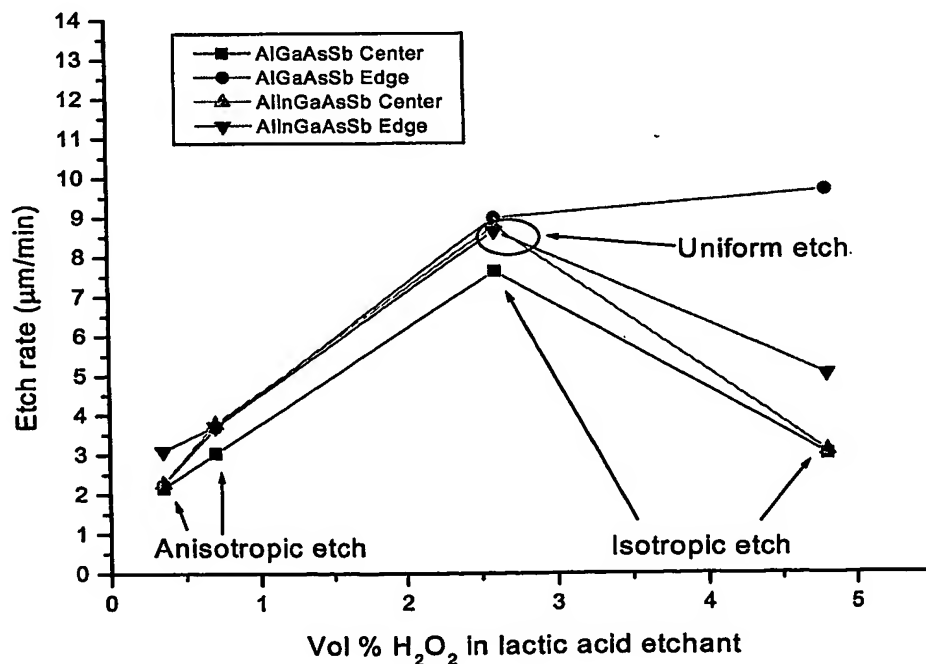 14
13
12
11
10
9
8
7
6
5
4
3
2
1
0
Etch rate (μm/min)
AlGaAsSb Center
AlGaAsSb Edge
AlInGaAsSb Center
AlInGaAsSb Edge
Uniform etch
Anisotropic etch
Isotropic etch
0 1 2 3 4 5
Vol % H₂O₂ in lactic acid etchant